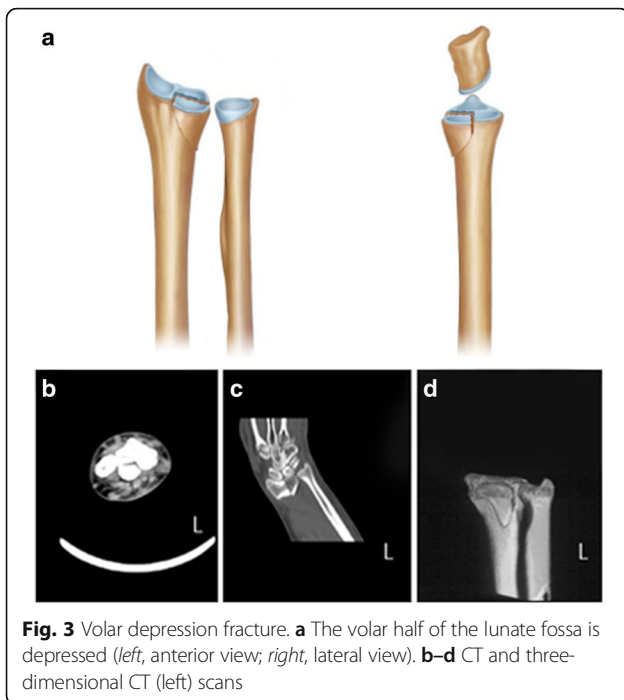 a
b
c
d
L
L
L
Fig. 3 Volar depression fracture. a The volar half of the lunate fossa is
depressed (left, anterior view; right, lateral view). b–d CT and three-
dimensional CT (left) scans